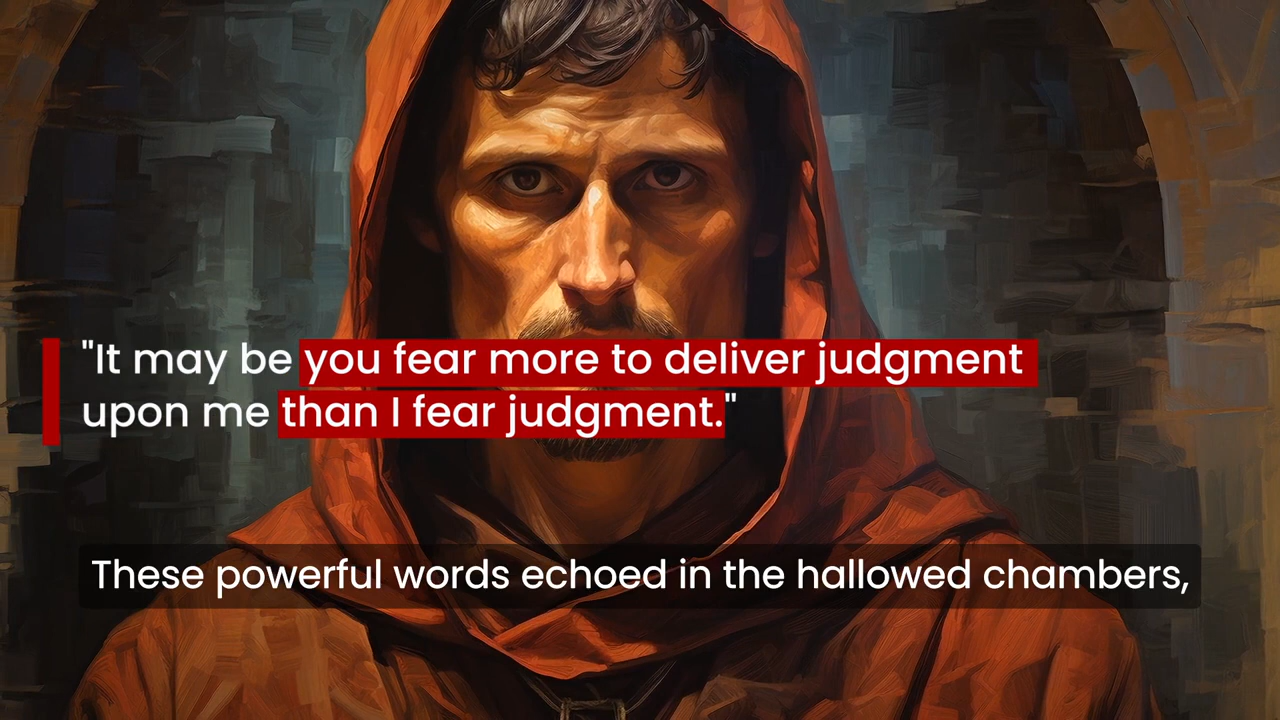 "It may be you fear more to deliver judgment
upon me than I fear judgment."
These powerful words echoed in the hallowed chambers,